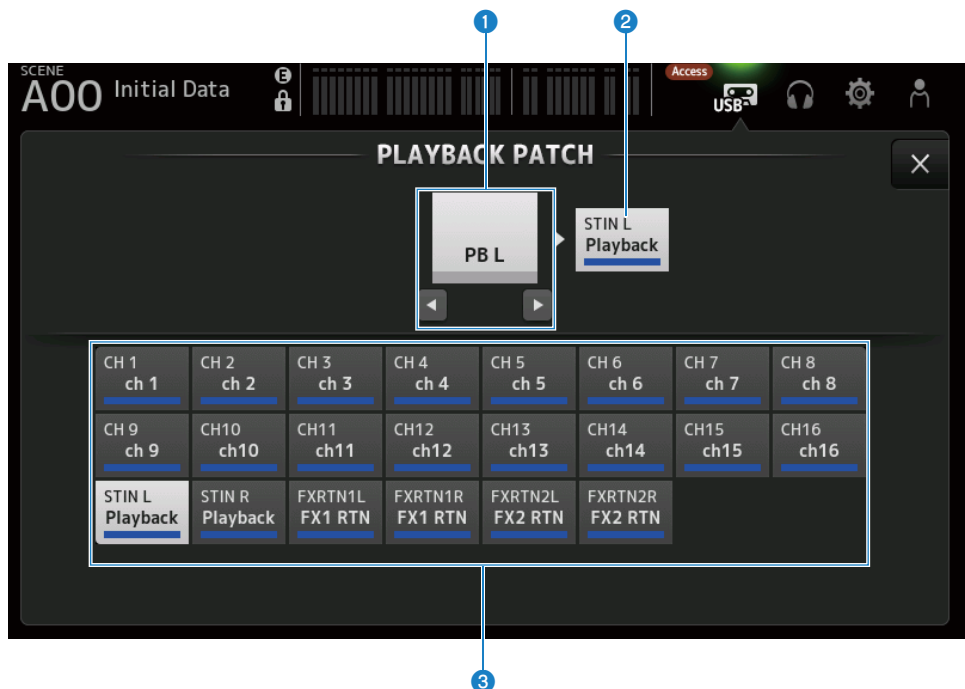 1 2
SCENE
A00 Initial Data E
Access
USB
PLAYBACK PATCH
PB L
STIN L
Playback
CH 1 CH 2 CH 3 CH 4 CH 5 CH 6 CH 7 CH 8
ch 1 ch 2 ch 3 ch 4 ch 5 ch 6 ch 7 ch 8
CH 9 CH10 CH11 CH12 CH13 CH14 CH15 CH16
ch 9 ch10 ch11 ch12 ch13 ch14 ch15 ch16
STIN L STIN R FXRTN1L FXRTN1R FXRTN2L FXRTN2R
Playback Playback FX1 RTN FX1 RTN FX2 RTN FX2 RTN
3